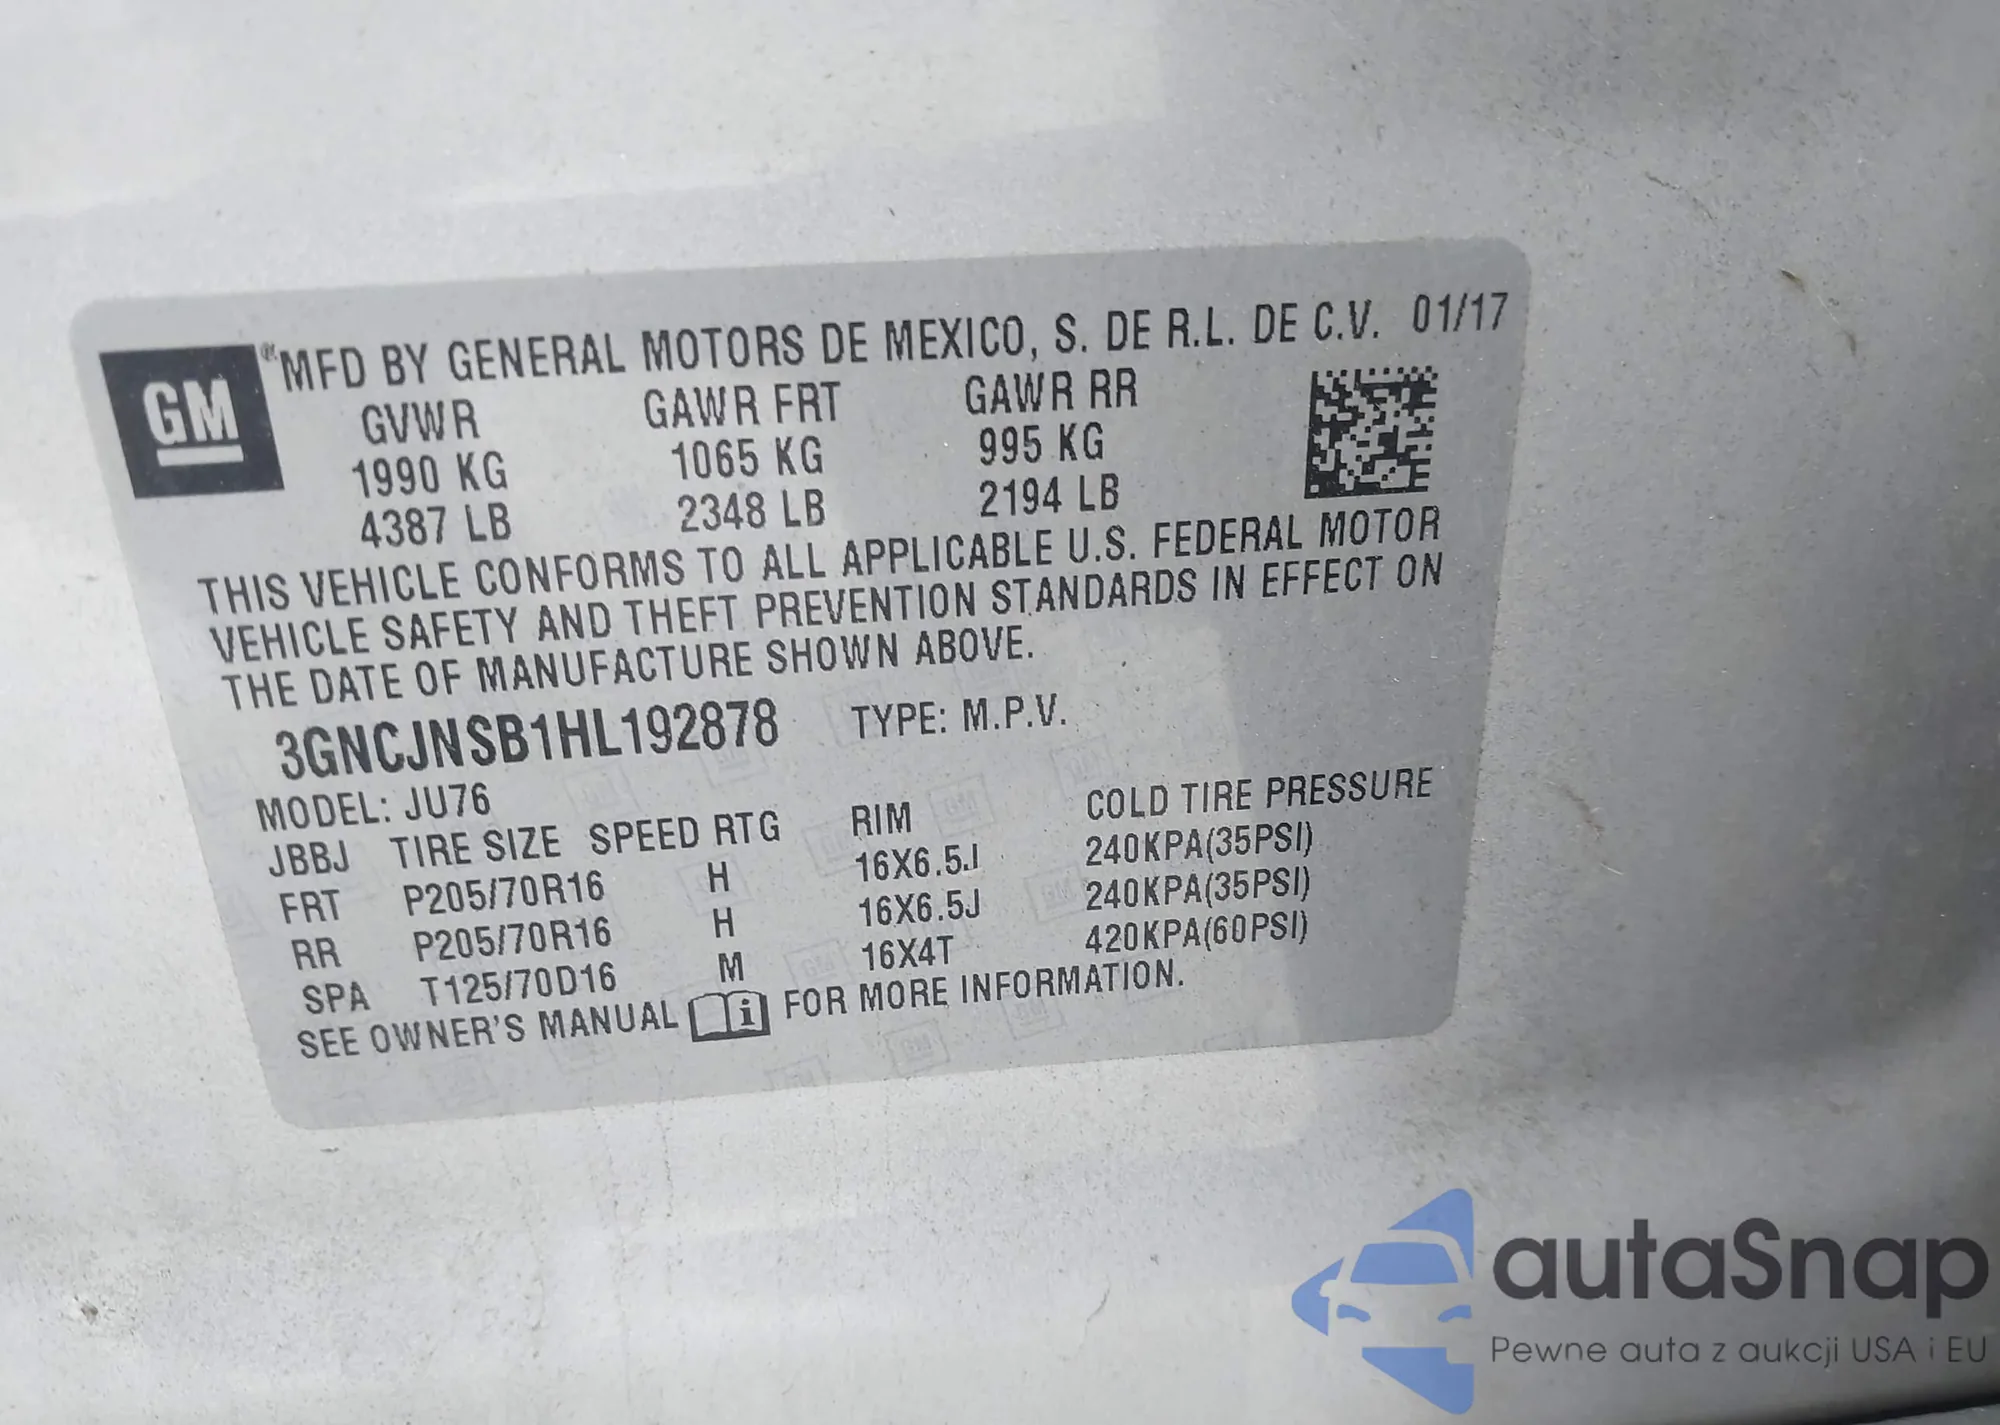 GM
MFD BY GENERAL MOTORS DE MEXICO, S. DE R.L. DE C.V. 01/17
GVWR GAWR FRT GAWR RR
1990 KG 1065 KG 995 KG
4387 LB 2348 LB 2194 LB
THIS VEHICLE CONFORMS TO ALL APPLICABLE U.S. FEDERAL MOTOR
VEHICLE SAFETY AND THEFT PREVENTION STANDARDS IN EFFECT ON
THE DATE OF MANUFACTURE SHOWN ABOVE.
3GNCJNSB1HL192878 TYPE: M.P.V.
MODEL: JU76
JBBJ TIRE SIZE SPEED RTG RIM COLD TIRE PRESSURE
FRT P205/70R16 H 16X6.5J 240KPA(35PSI)
RR P205/70R16 H 16X6.5J 240KPA(35PSI)
SPA T125/70D16 M 16X4T 420KPA(60PSI)
SEE OWNER'S MANUAL FOR MORE INFORMATION.
autaSnap
Pewne auta z aukcji USA i EU